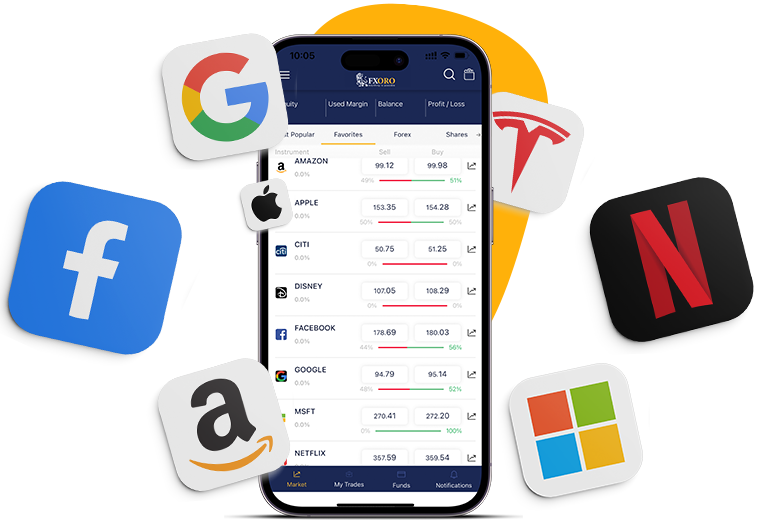 10:05
FXORO
quity Used Margin Balance Profit / Loss
st Popular Favorites Forex Shares
Instrument Sell Buy
AMAZON 99.12 99.98
0.0% 49% 51%
APPLE 153.35 154.28
0.0% 50% 50%
citi CITI 50.75 51.25
0.0% 0% 0%
DISNEY 107.05 108.29
0.0% 0% 0%
FACEBOOK 178.69 180.03
0.0% 44% 56%
GOOGLE 94.79 95.14
0.0% 48% 52%
MSFT 270.41 272.20
0.0% 0% 100%
NETFLIX 357.59 359.54
Market My Trades Funds Notifications